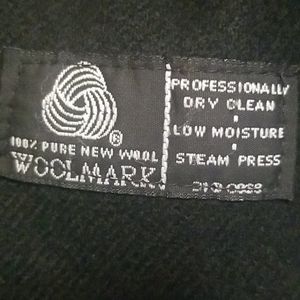 PROFESSIONALLY
DRY CLEAN
LOW MOISTURE
STEAM PRESS
®
100% PURE NEW WOOL
WOOLMARK